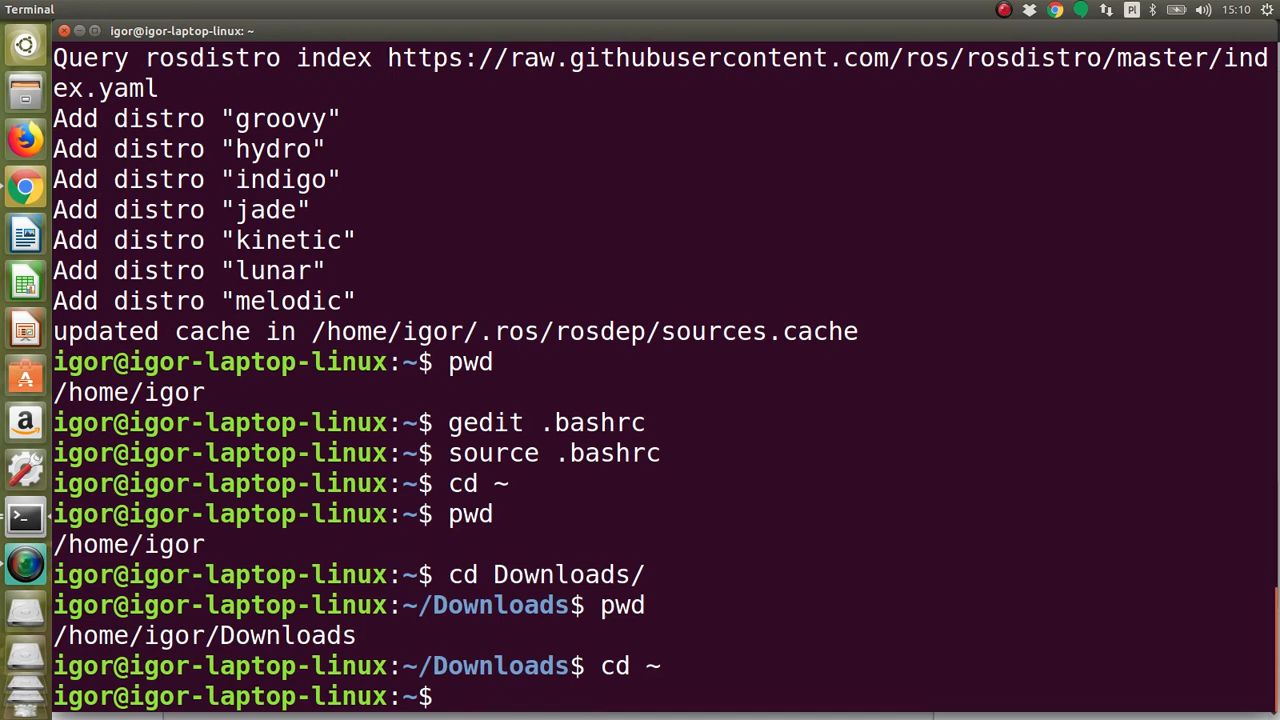 Terminal
Pl
15:10
igor@igor-laptop-linux: ~
Query rosdistro index https://raw.githubusercontent.com/ros/rosdistro/master/ind
ex.yaml
Add distro "groovy"
Add distro "hydro"
Add distro "indigo"
Add distro "jade"
Add distro "kinetic"
Add distro "lunar"
Add distro "melodic"
updated cache in /home/igor/.ros/rosdep/sources.cache
igor@igor-laptop-linux:~$ pwd
/home/igor
igor@igor-laptop-linux:~$ gedit .bashrc
igor@igor-laptop-linux:~$ source .bashrc
igor@igor-laptop-linux:~$ cd ~
igor@igor-laptop-linux:~$ pwd
/home/igor
igor@igor-laptop-linux:~$ cd Downloads/
igor@igor-laptop-linux:~/Downloads$ pwd
/home/igor/Downloads
igor@igor-laptop-linux:~/Downloads$ cd ~
igor@igor-laptop-linux:~$